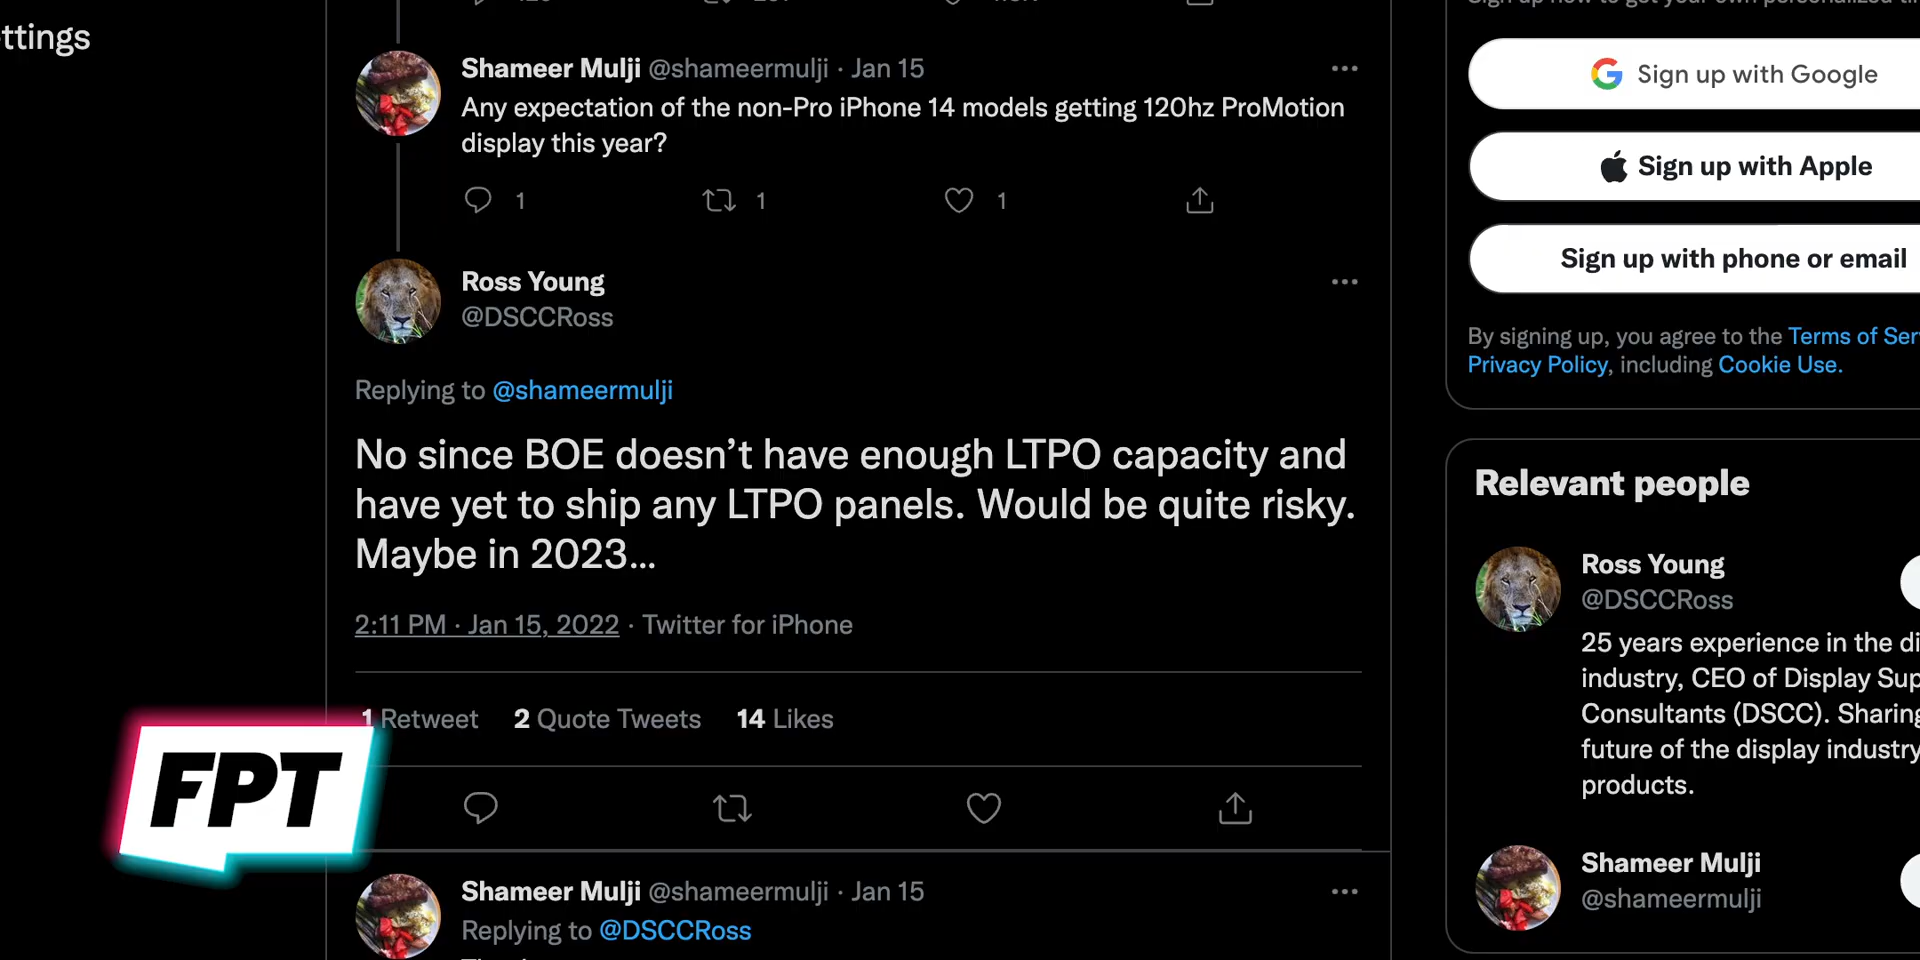 ttings
Shameer Mulji @shameermulji · Jan 15
Any expectation of the non-Pro iPhone 14 models getting 120hz ProMotion
display this year?
1 1 1
Ross Young
@DSCCRoss
Replying to @shameermulji
No since BOE doesn’t have enough LTPO capacity and
have yet to ship any LTPO panels. Would be quite risky.
Maybe in 2023...
2:11 PM · Jan 15, 2022 · Twitter for iPhone
1 Retweet 2 Quote Tweets 14 Likes
FPT
Shameer Mulji @shameermulji · Jan 15
Replying to @DSCCRoss
Sign up with Google
Sign up with Apple
Sign up with phone or email
By signing up, you agree to the Terms of Ser
Privacy Policy, including Cookie Use.
Relevant people
Ross Young
@DSCCRoss
25 years experience in the di
industry, CEO of Display Sup
Consultants (DSCC). Sharing
future of the display industry
products.
Shameer Mulji
@shameermulji